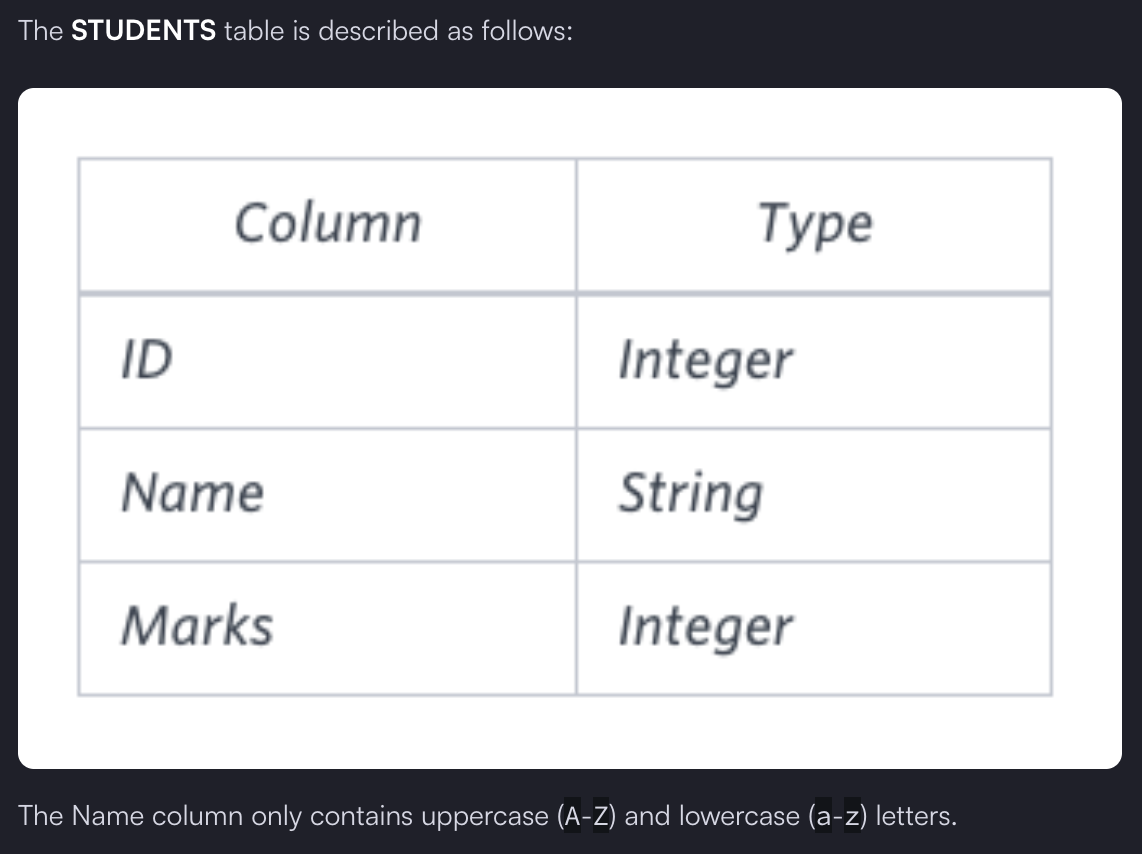 The STUDENTS table is described as follows:
Column Type
ID Integer
Name String
Marks Integer
The Name column only contains uppercase (A-Z) and lowercase (a-z) letters.